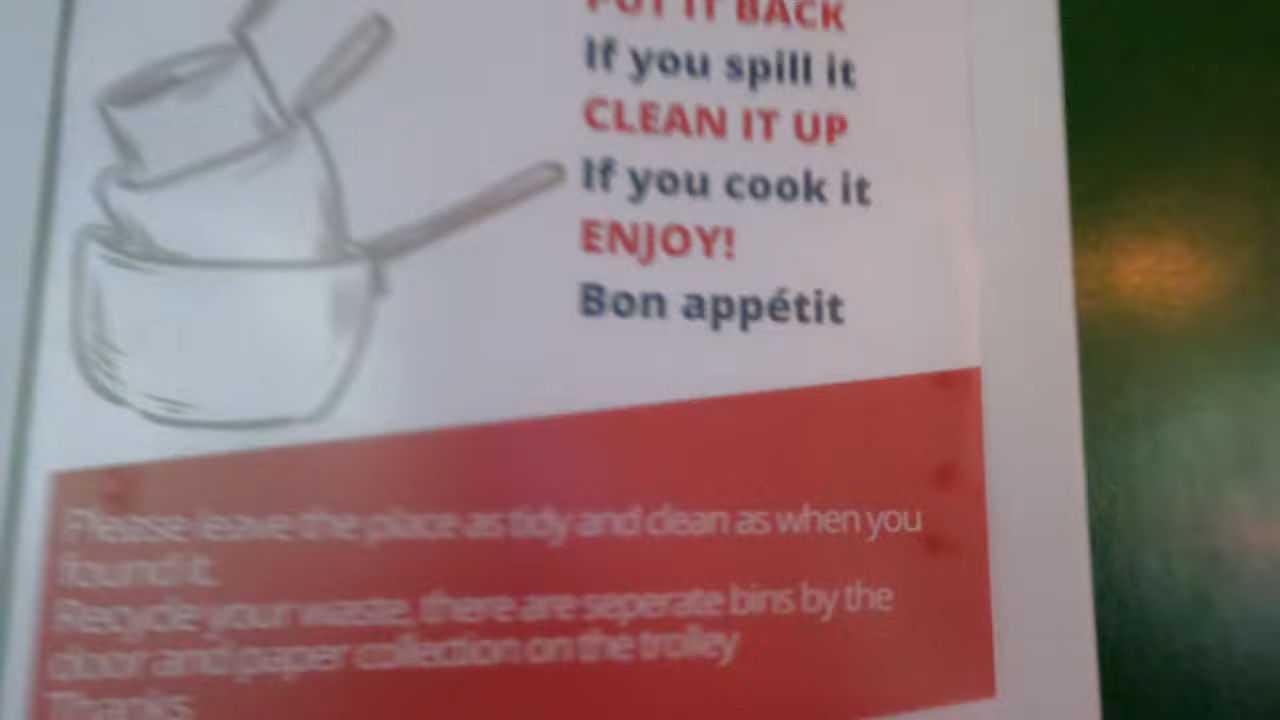 PUT IT BACK
If you spill it
CLEAN IT UP
If you cook it
ENJOY!
Bon appétit
Please leave the place as tidy and clean as when you
found it.
Recycle your waste, there are seperate bins by the
door and paper collection on the trolley
Thanks